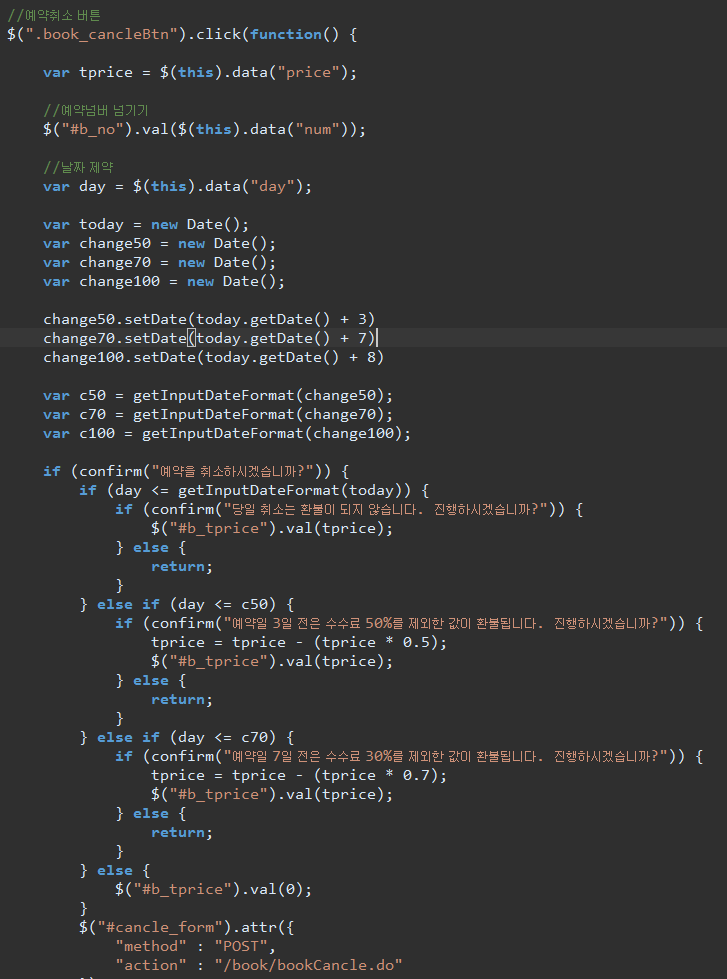 //예약취소 버튼
$(".book_cancleBtn").click(function() {
var tprice = $(this).data("price");
//예약넘버 넘기기
$("#b_no").val($(this).data("num"));
//날짜 제약
var day = $(this).data("day");
var today = new Date();
var change50 = new Date();
var change70 = new Date();
var change100 = new Date();
change50.setDate(today.getDate() + 3)
change70.setDate(today.getDate() + 7)
change100.setDate(today.getDate() + 8)
var c50 = getInputDateFormat(change50);
var c70 = getInputDateFormat(change70);
var c100 = getInputDateFormat(change100);
if (confirm("예약을 취소하시겠습니까?")) {
if (day <= getInputDateFormat(today)) {
if (confirm("당일 취소는 환불이 되지 않습니다. 진행하시겠습니까?")) {
$("#b_tprice").val(tprice);
} else {
return;
}
} else if (day <= c50) {
if (confirm("예약일 3일 전은 수수료 50%를 제외한 값이 환불됩니다. 진행하시겠습니까?")) {
tprice = tprice - (tprice * 0.5);
$("#b_tprice").val(tprice);
} else {
return;
}
} else if (day <= c70) {
if (confirm("예약일 7일 전은 수수료 30%를 제외한 값이 환불됩니다. 진행하시겠습니까?")) {
tprice = tprice - (tprice * 0.7);
$("#b_tprice").val(tprice);
} else {
return;
}
} else {
$("#b_tprice").val(0);
}
$("#cancle_form").attr({
"method" : "POST",
"action" : "/book/bookCancle.do"